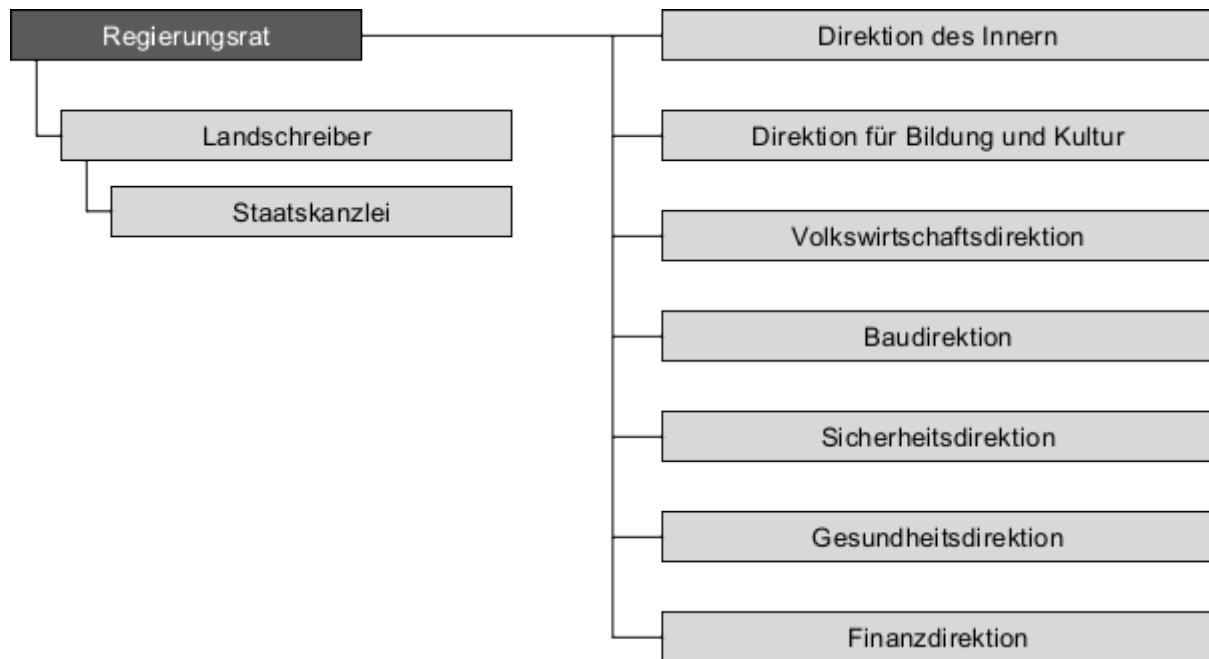 Regierungsrat
Landschreiber
Staatskanzlei
Direktion des Innern
Direktion für Bildung und Kultur
Volkswirtschaftsdirektion
Baudirektion
Sicherheitsdirektion
Gesundheitsdirektion
Finanzdirektion